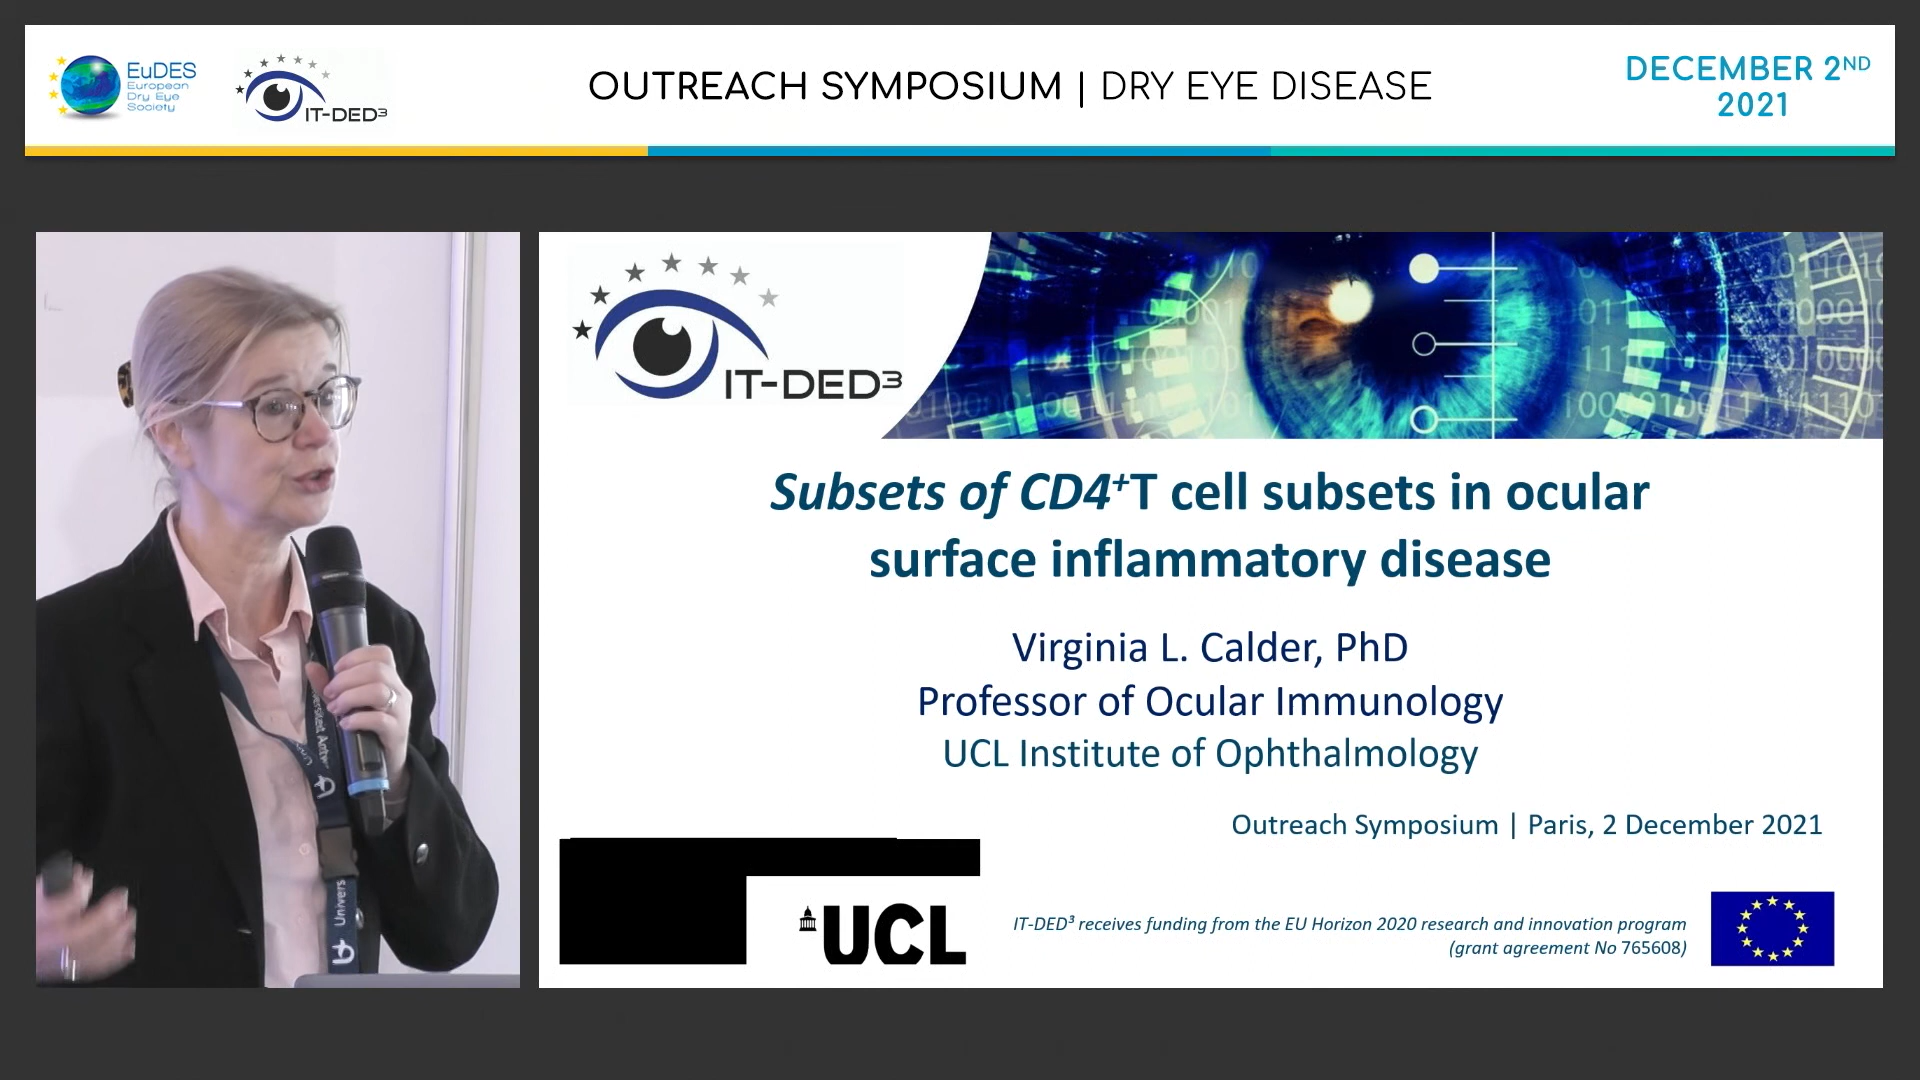 EuDES
European
Dry Eye
Society
IT-DED³
OUTREACH SYMPOSIUM | DRY EYE DISEASE
DECEMBER 2ND
2021
IT-DED³
Subsets of CD4⁺T cell subsets in ocular
surface inflammatory disease
Virginia L. Calder, PhD
Professor of Ocular Immunology
UCL Institute of Ophthalmology
Outreach Symposium | Paris, 2 December 2021
UCL
IT-DED³ receives funding from the EU Horizon 2020 research and innovation program
(grant agreement No 765608)